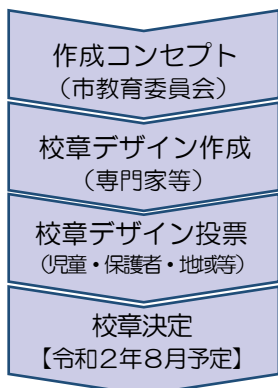 作成コンセプト
（市教育委員会）
校章デザイン作成
（専門家等）
校章デザイン投票
（児童・保護者・地域等）
校章決定
【令和２年８月予定】